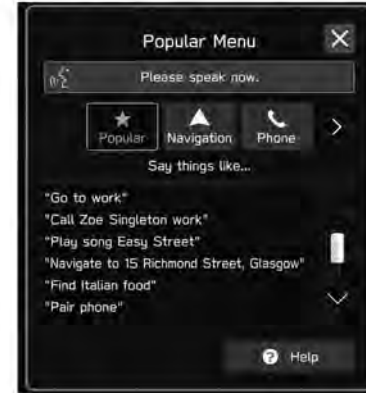 Popular Menu
Please speak now.
Popular Navigation Phone
Say things like...
"Go to work"
"Call Zoe Singleton work"
"Play song Easy Street"
"Navigate to 15 Richmond Street, Glasgow"
"Find Italian food"
"Pair phone"
Help